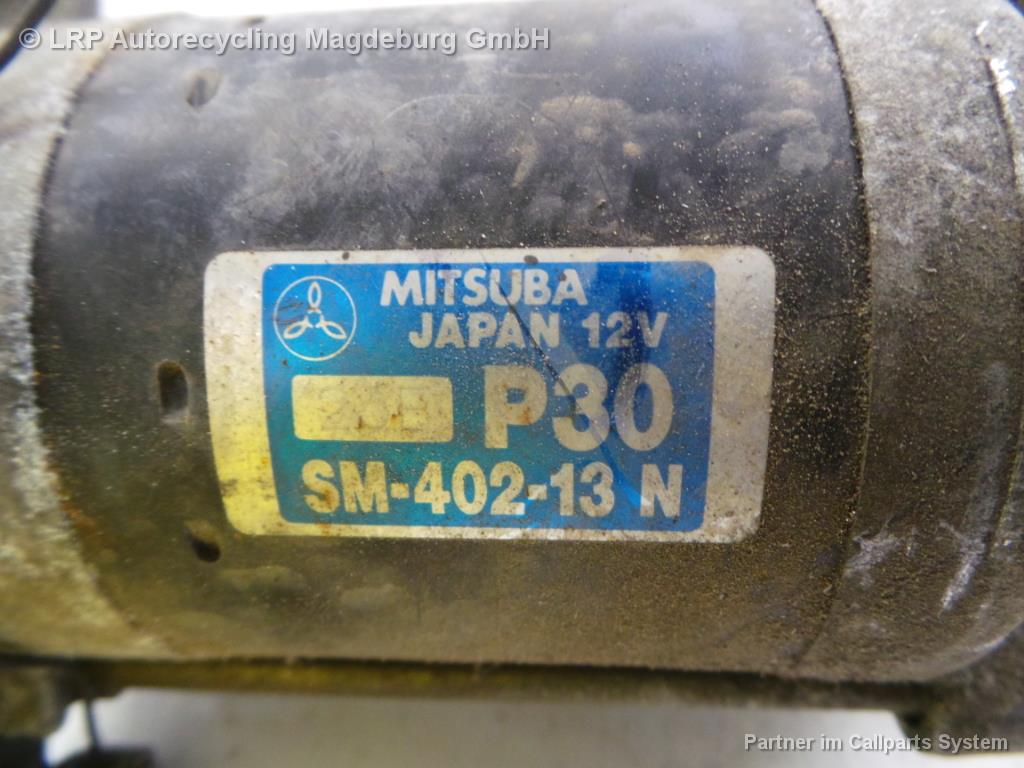 © LRP Autorecycling Magdeburg GmbH
MITSUBA
JAPAN 12V
P30
SM-402-13 N
Partner im Callparts System